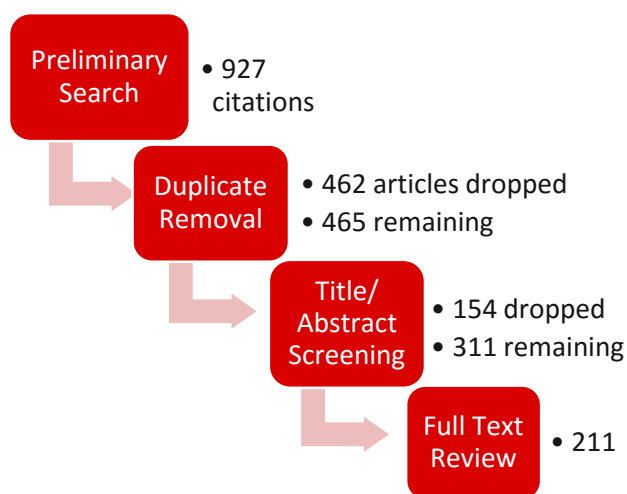 Preliminary
Search
• 927
citations
Duplicate
Removal
• 462 articles dropped
• 465 remaining
Title/
Abstract
Screening
• 154 dropped
• 311 remaining
Full Text
Review
• 211